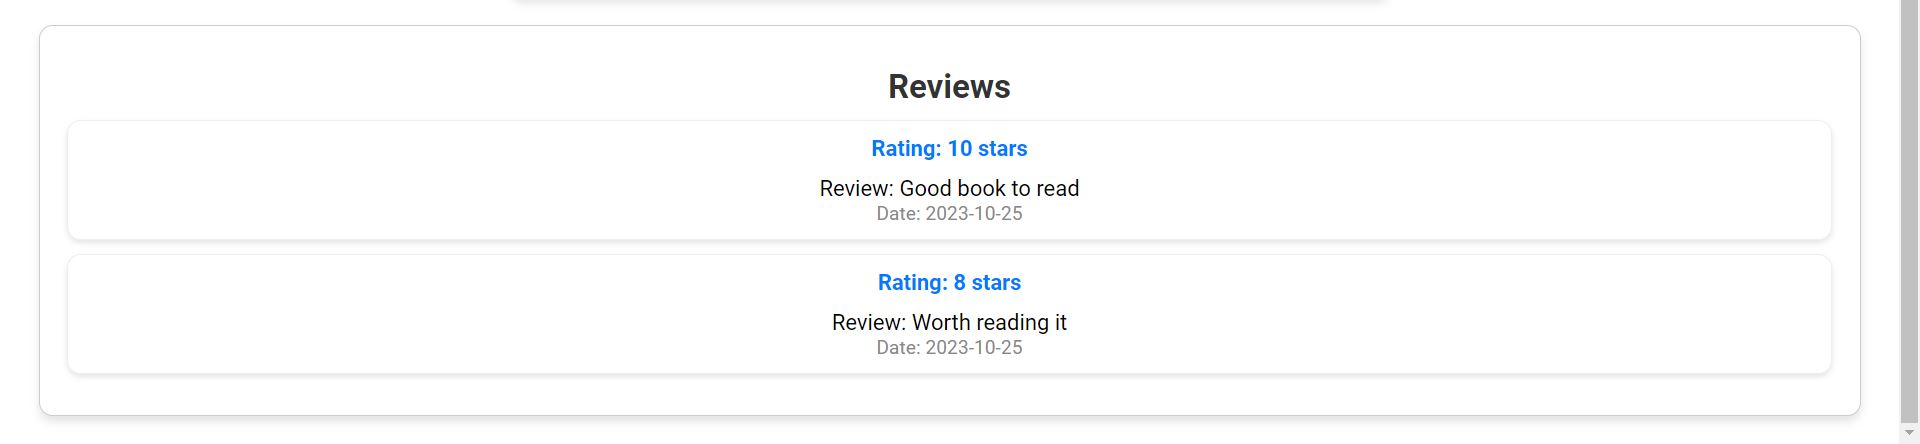 Reviews
Rating: 10 stars
Review: Good book to read
Date: 2023-10-25
Rating: 8 stars
Review: Worth reading it
Date: 2023-10-25